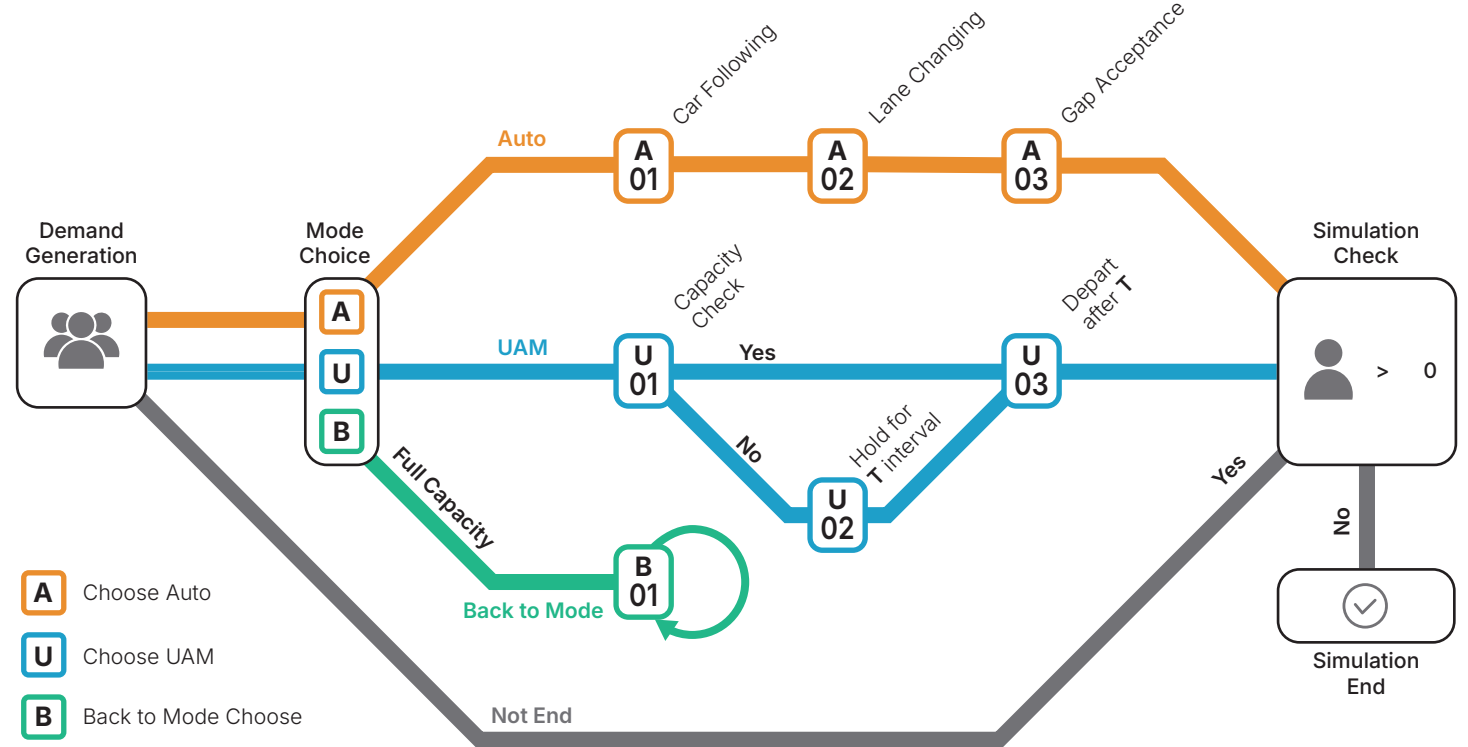 Car Following
Lane Changing
Gap Acceptance
Auto
A
01
A
02
A
03
Demand
Generation
Mode
Choice
Simulation
Check
A
U
B
UAM
Capacity
Check
U
01
Yes
Depart
after T
U
03
> 0
No
Hold for
T interval
U
02
Full Capacity
B
01
Back to Mode
Yes
No
Simulation
End
Not End
A Choose Auto
U Choose UAM
B Back to Mode Choose